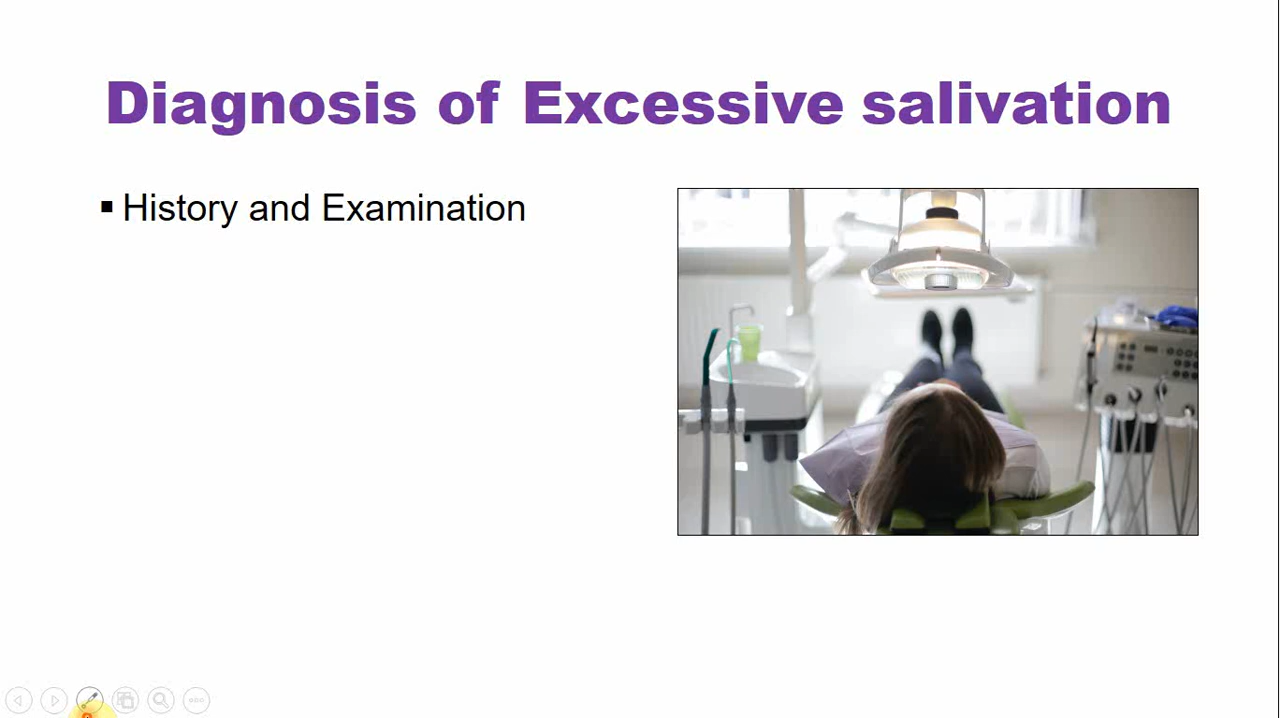 Diagnosis of Excessive salivation
▪ History and Examination